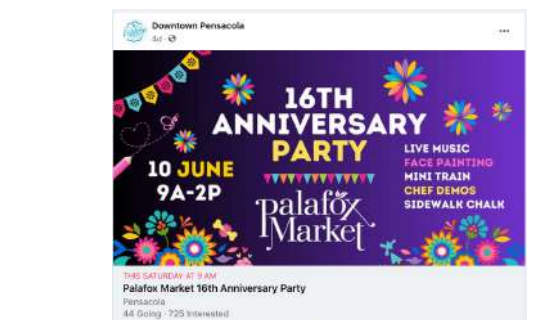 Downtown Pensacola
4d ·
16TH
ANNIVERSARY
PARTY
10 JUNE
9A-2P
LIVE MUSIC
FACE PAINTING
MINI TRAIN
CHEF DEMOS
SIDEWALK CHALK
palafox
Market
THIS SATURDAY AT 9 AM
Palafox Market 16th Anniversary Party
Pensacola
44 Going · 725 Interested